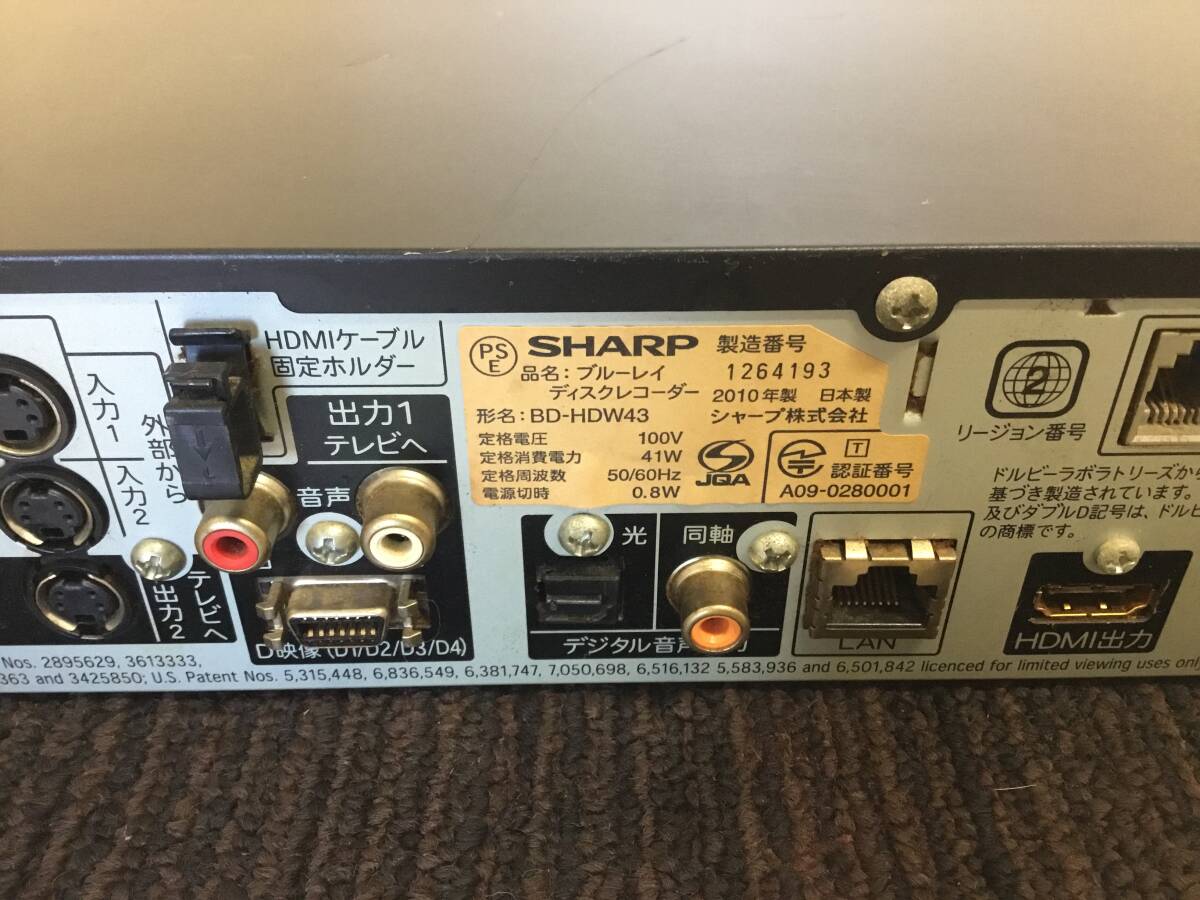 入力1
外部から
入力2
テレビへ
出力2
HDMIケーブル
固定ホルダー
出力1
テレビへ
音声
D映像(D1/D2/D3/D4)
PS
E
SHARP 製造番号
品名: ブルーレイ 1264193
ディスクレコーダー 2010年製 日本製
形名: BD-HDW43 シャープ株式会社
定格電圧 100V
定格消費電力 41W
定格周波数 50/60Hz
電源切時 0.8W
JQA
T
認証番号
A09-0280001
光
同軸
デジタル音声
LAN
2
リージョン番号
ドルビーラボラトリーズから
基づき製造されています。
及びダブルD記号は、ドルビ
の商標です。
HDMI出力
Nos. 2895629, 3613333,
363 and 3425850; U.S. Patent Nos. 5,315,448, 6,836,549, 6,381,747, 7,050,698, 6,516,132 5,583,936 and 6,501,842 licenced for limited viewing uses only